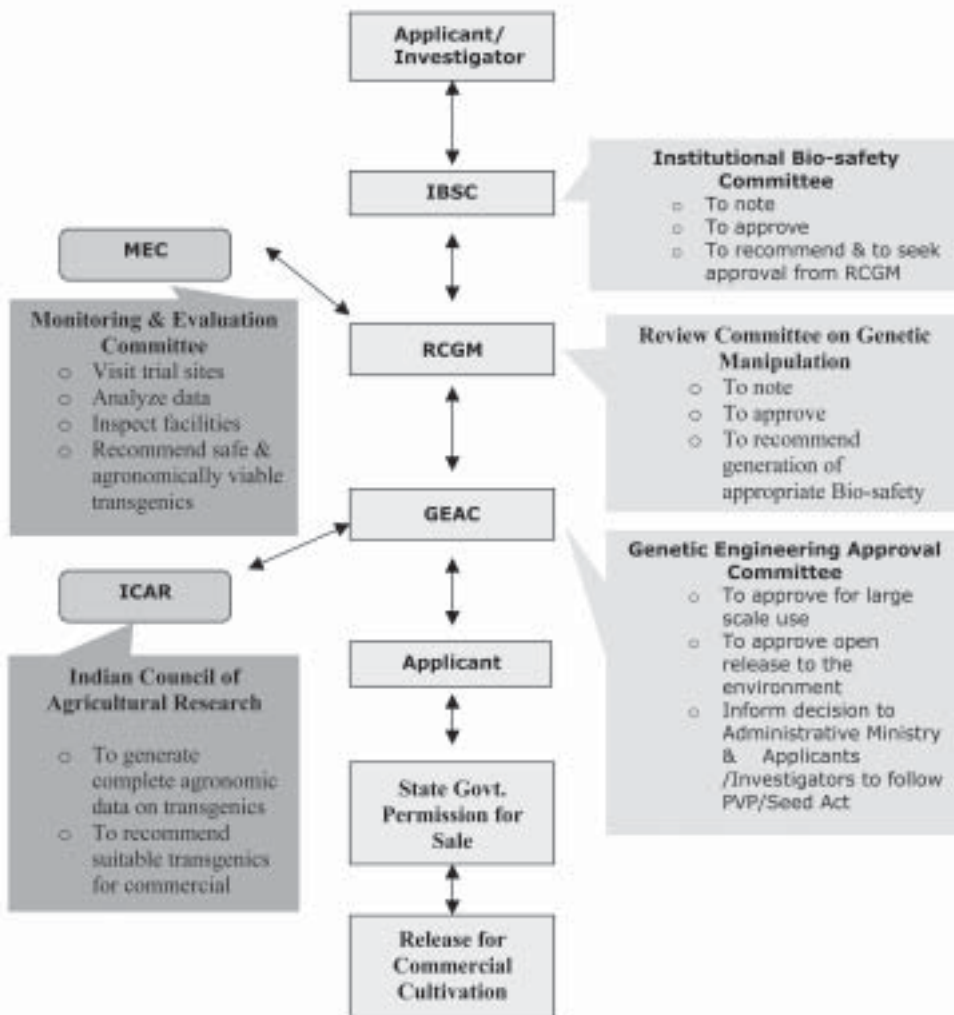 Applicant/
Investigator
IBSC
Institutional Bio-safety
Committee
o To note
o To approve
o To recommend & to seek
approval from RCGM
MEC
Monitoring & Evaluation
Committee
o Visit trial sites
o Analyze data
o Inspect facilities
o Recommend safe &
agronomically viable
transgenics
RCGM
Review Committee on Genetic
Manipulation
o To note
o To approve
o To recommend
generation of
appropriate Bio-safety
GEAC
Genetic Engineering Approval
Committee
o To approve for large
scale use
o To approve open
release to the
environment
o Inform decision to
Administrative Ministry
& Applicants
/Investigators to follow
PVP/Seed Act
ICAR
Indian Council of
Agricultural Research
o To generate
complete agronomic
data on transgenics
o To recommend
suitable transgenics
for commercial
Applicant
State Govt.
Permission for
Sale
Release for
Commercial
Cultivation